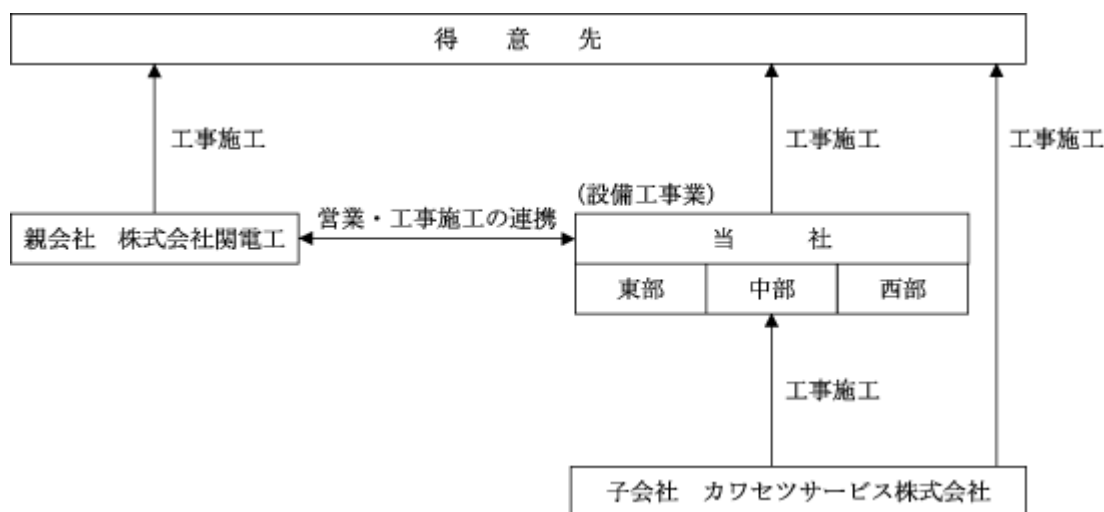 得意先
工事施工
工事施工
工事施工
(設備工事業)
親会社 株式会社関電工
営業・工事施工の連携
当社
東部
中部
西部
工事施工
子会社 カワセツサービス株式会社